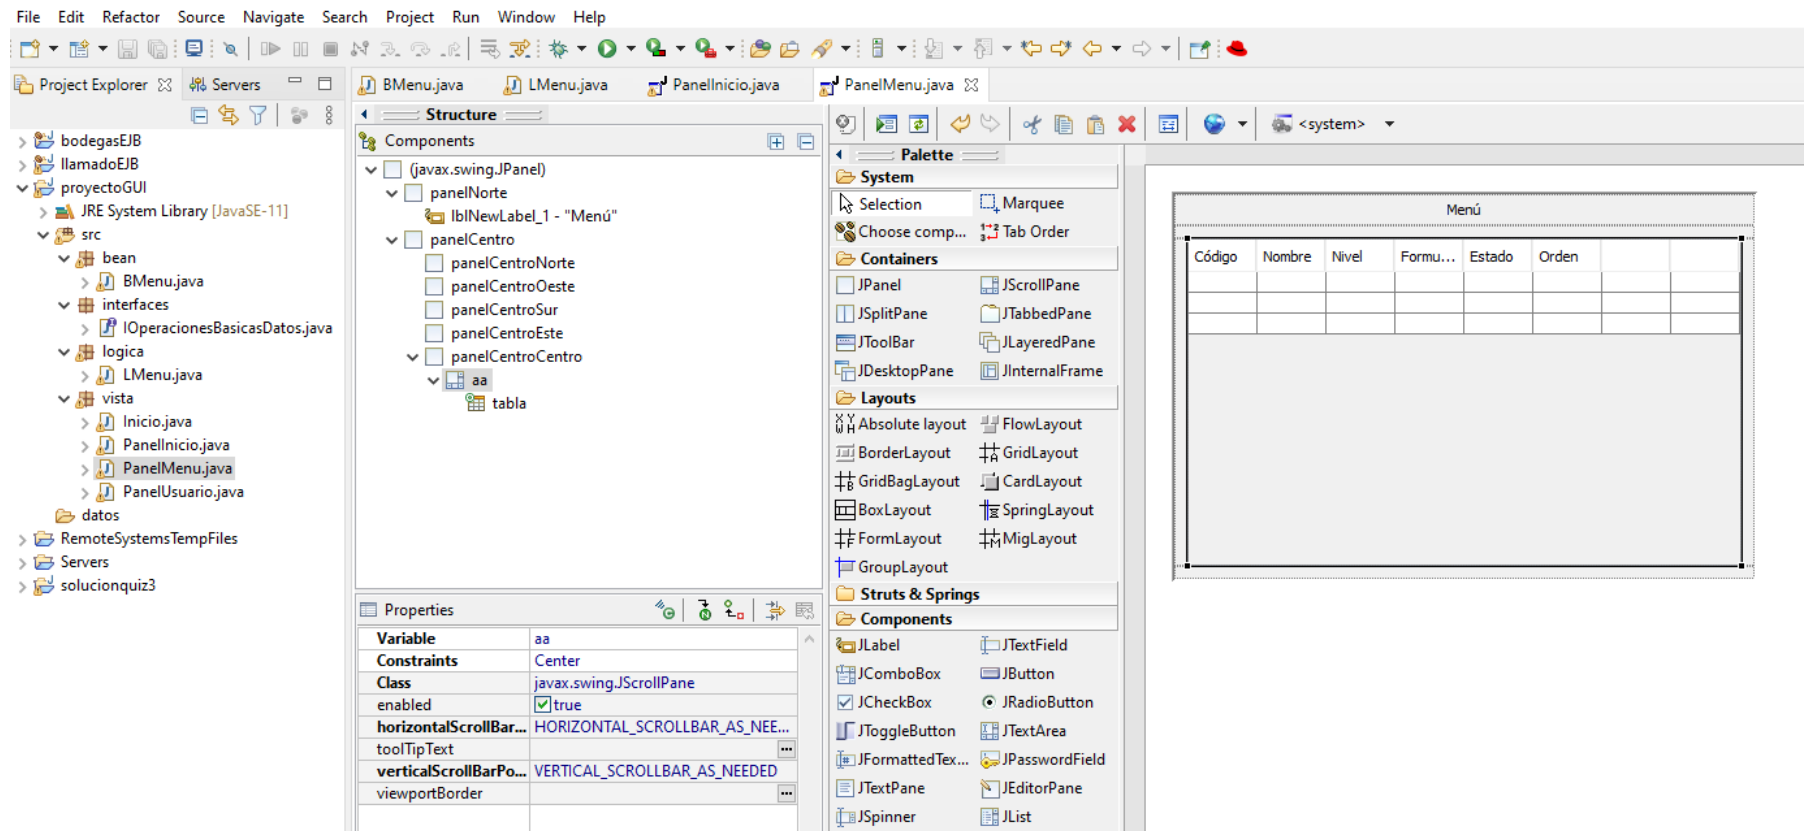 File Edit Refactor Source Navigate Search Project Run Window Help
Project Explorer
Servers
bodegasEJB
llamadoEJB
proyectoGUI
JRE System Library [JavaSE-11]
src
bean
BMenu.java
interfaces
IOperacionesBasicasDatos.java
logica
LMenu.java
vista
Inicio.java
PanelInicio.java
PanelMenu.java
PanelUsuario.java
datos
RemoteSystemsTempFiles
Servers
solucionquiz3
BMenu.java
LMenu.java
PanelInicio.java
PanelMenu.java
Structure
Components
(javax.swing.JPanel)
panelNorte
lblNewLabel_1 - "Menú"
panelCentro
panelCentroNorte
panelCentroOeste
panelCentroSur
panelCentroEste
panelCentroCentro
aa
tabla
Properties
Variable aa
Constraints Center
Class javax.swing.JScrollPane
enabled true
horizontalScrollBar... HORIZONTAL_SCROLLBAR_AS_NEE...
toolTipText
verticalScrollBarPo... VERTICAL_SCROLLBAR_AS_NEEDED
viewportBorder
<system>
Palette
System
Selection Marquee
Choose comp... Tab Order
Containers
JPanel JScrollPane
JSplitPane JTabbedPane
JToolBar JLayeredPane
JDesktopPane JInternalFrame
Layouts
Absolute layout FlowLayout
BorderLayout GridLayout
GridBagLayout CardLayout
BoxLayout SpringLayout
FormLayout MigLayout
GroupLayout
Struts & Springs
Components
JLabel JTextField
JComboBox JButton
JCheckBox JRadioButton
JToggleButton JTextArea
JFormattedTex... JPasswordField
JTextPane JEditorPane
JSpinner JList
Menú
Código Nombre Nivel Formu... Estado Orden